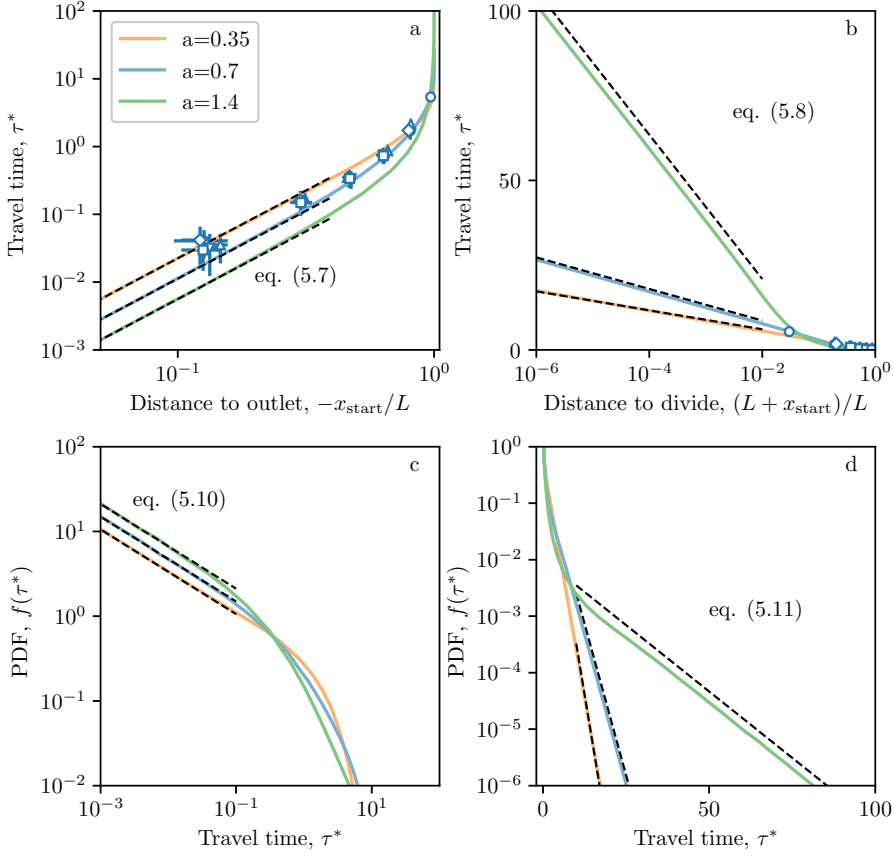 a
a=0.35
a=0.7
a=1.4
eq. (5.7)
10^2
10^1
10^0
10^−1
10^−2
10^−3
Travel time, τ*
10^−1
10^0
Distance to outlet, −x_start/L
b
eq. (5.8)
100
50
0
Travel time, τ*
10^−6
10^−4
10^−2
10^0
Distance to divide, (L + x_start)/L
c
eq. (5.10)
10^2
10^1
10^0
10^−1
10^−2
PDF, f(τ*)
10^−3
10^−1
10^1
Travel time, τ*
d
eq. (5.11)
10^0
10^−1
10^−2
10^−3
10^−4
10^−5
10^−6
PDF, f(τ*)
0
50
100
Travel time, τ*